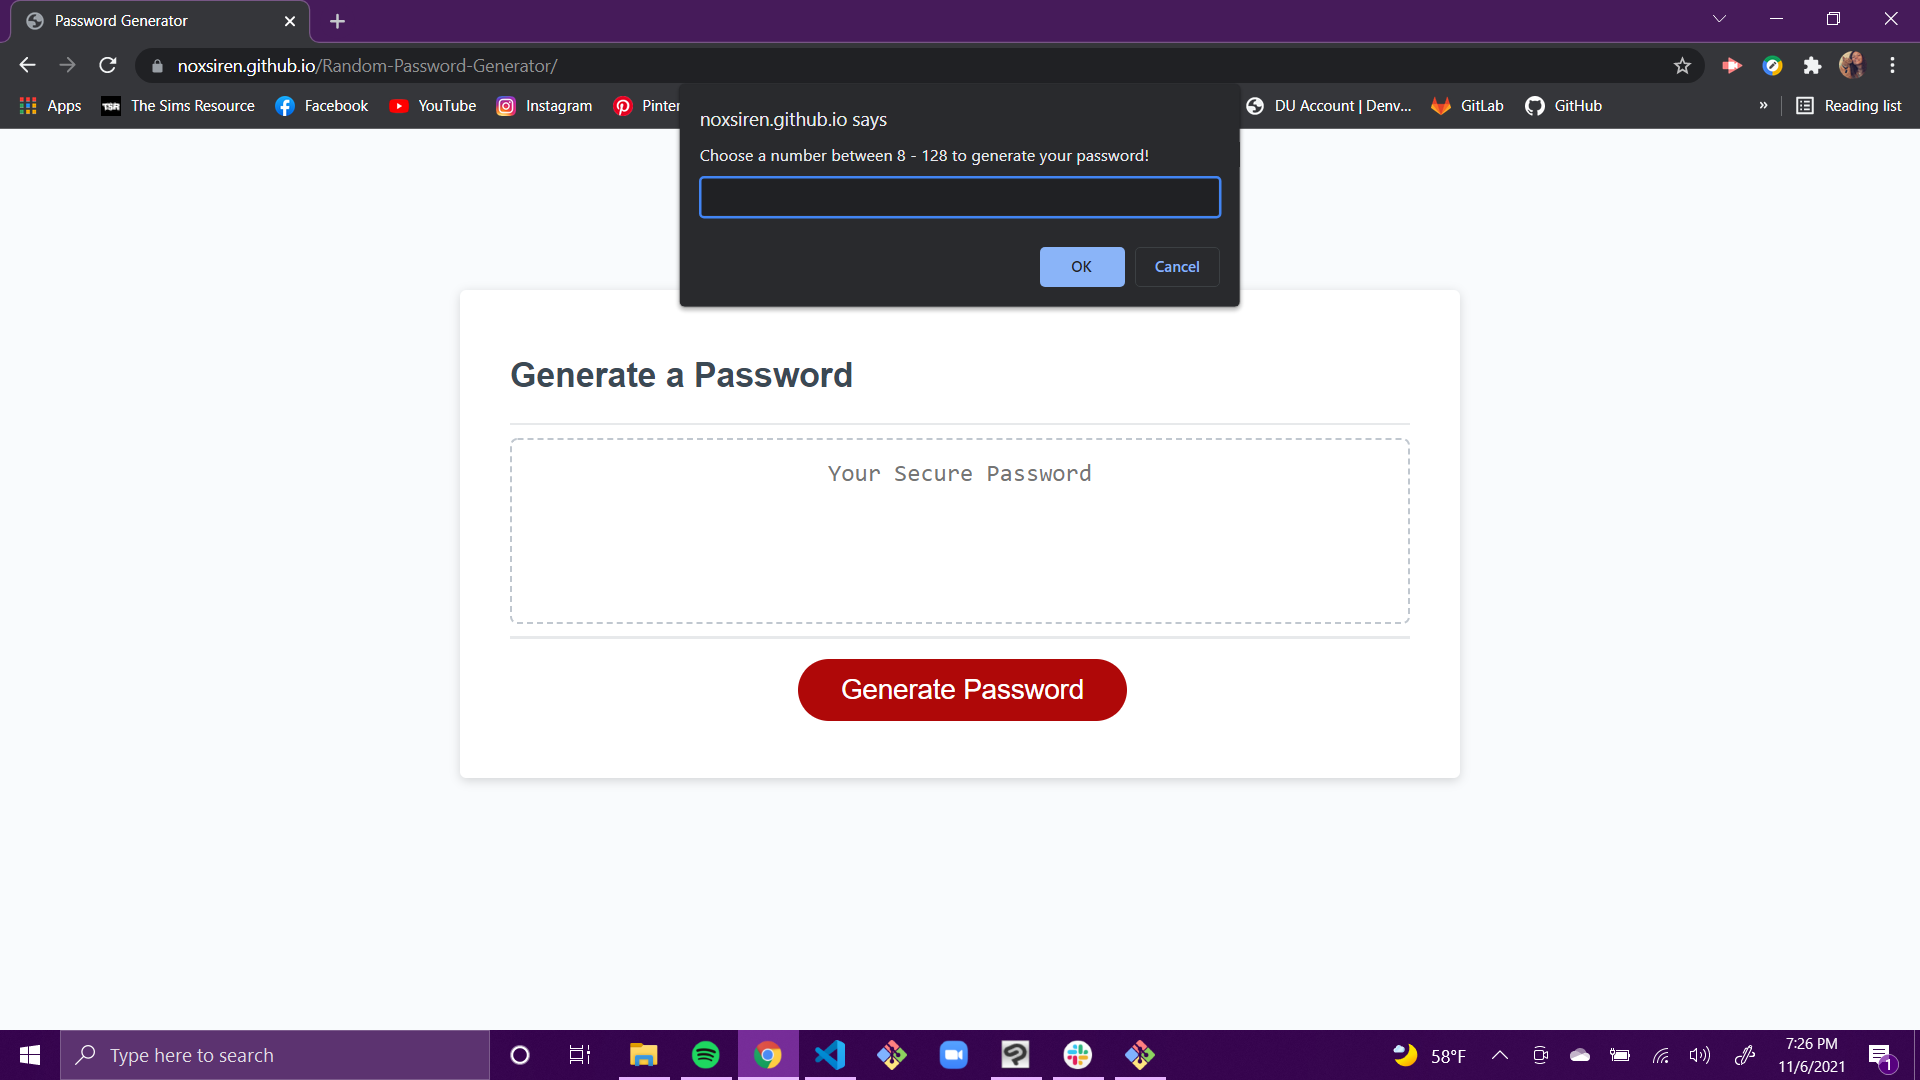 Password Generator
noxsiren.github.io/Random-Password-Generator/
Apps
TSR
The Sims Resource
Facebook
YouTube
Instagram
Pinter
DU Account | Denv...
GitLab
GitHub
»
Reading list
noxsiren.github.io says
Choose a number between 8 - 128 to generate your password!
OK
Cancel
Generate a Password
Your Secure Password
Generate Password
Type here to search
58°F
7:26 PM
11/6/2021
1